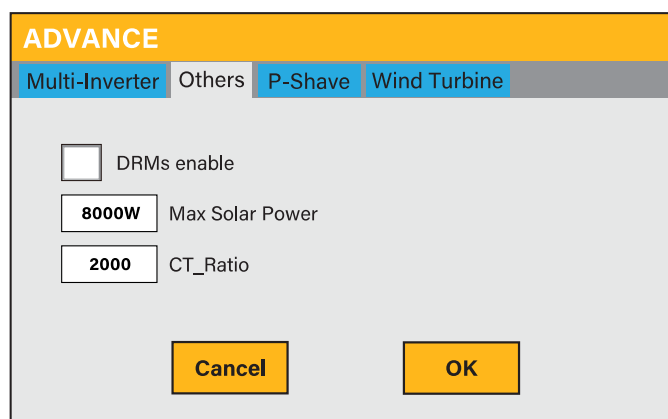 ADVANCE
Multi-Inverter Others P-Shave Wind Turbine
DRMs enable
8000W Max Solar Power
2000 CT_Ratio
Cancel OK